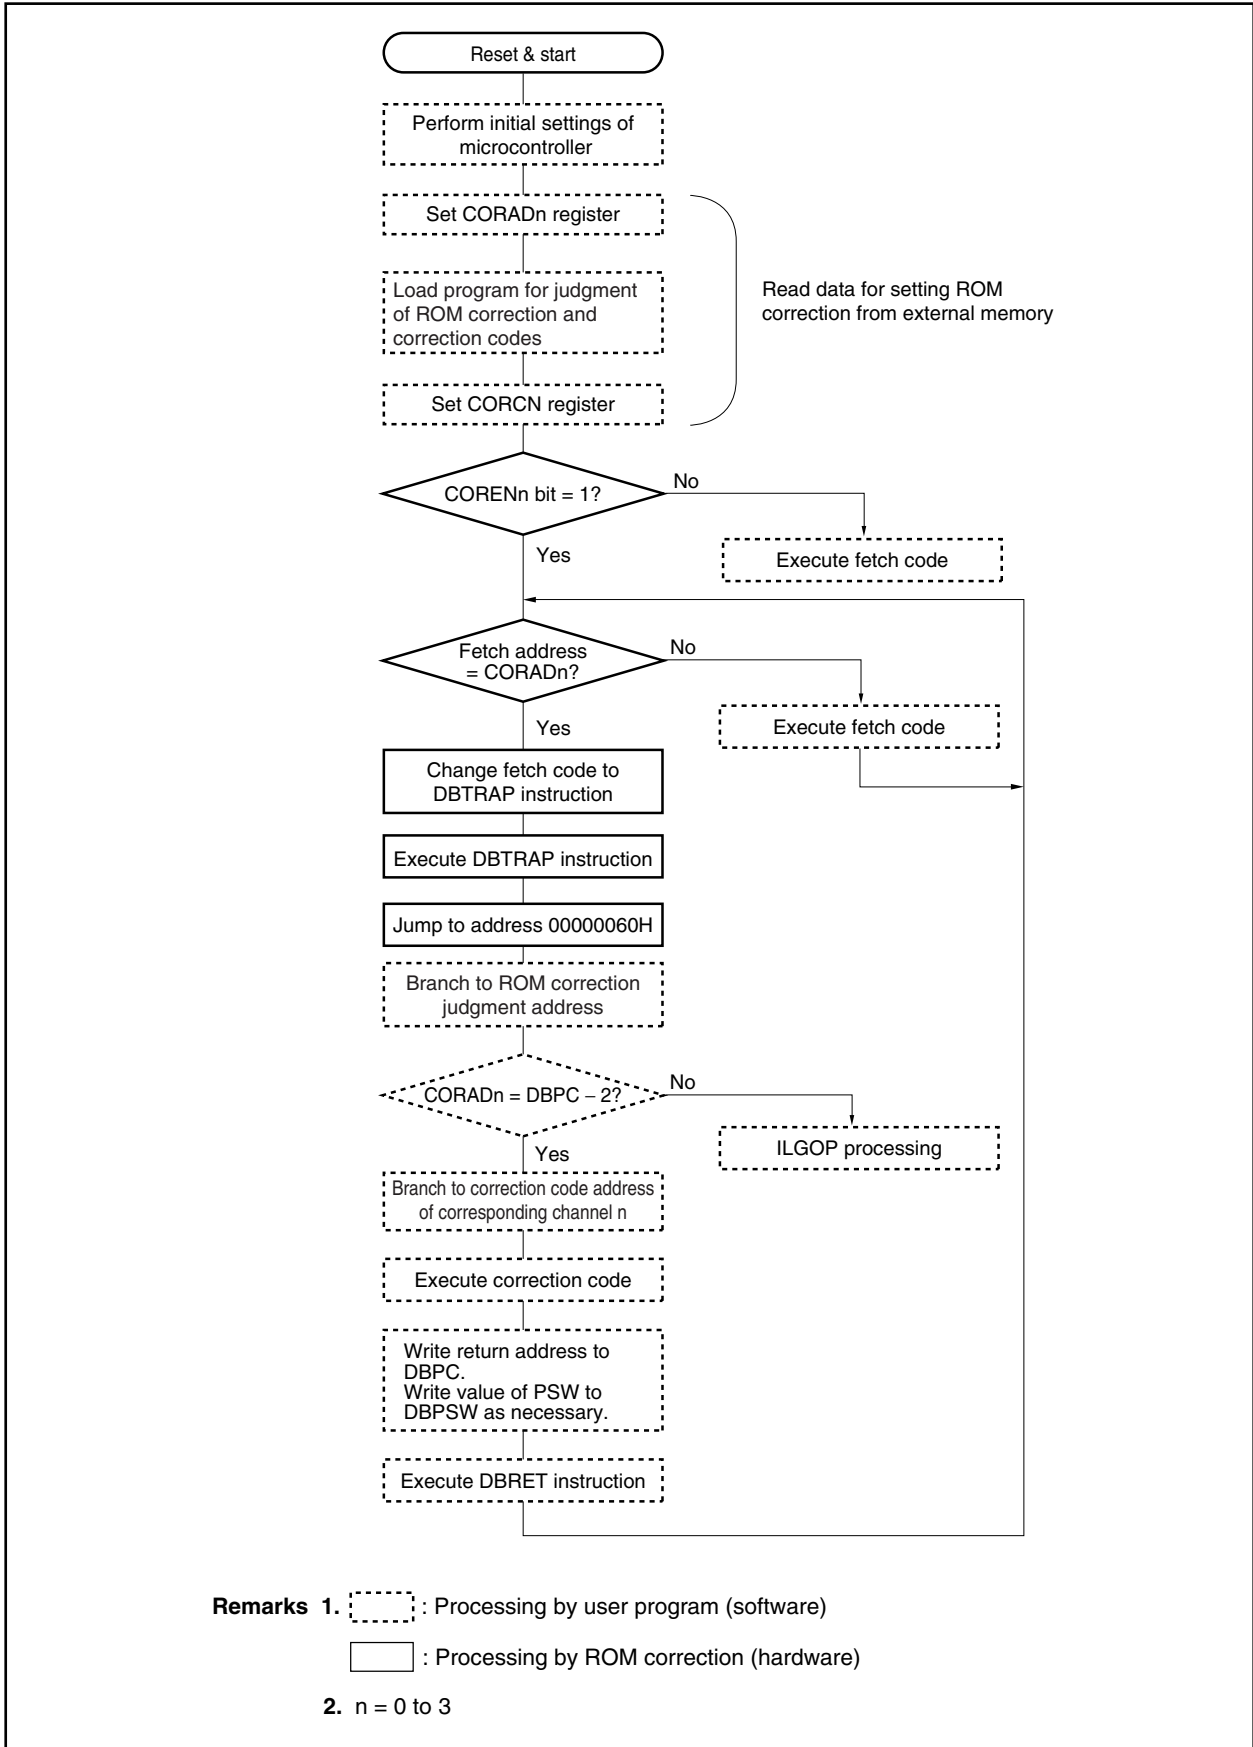 Reset & start
Perform initial settings of
microcontroller
Set CORADn register
Load program for judgment
of ROM correction and
correction codes
Read data for setting ROM
correction from external memory
Set CORCN register
CORENn bit = 1?
No
Execute fetch code
Yes
Fetch address
= CORADn?
No
Execute fetch code
Yes
Change fetch code to
DBTRAP instruction
Execute DBTRAP instruction
Jump to address 00000060H
Branch to ROM correction
judgment address
CORADn = DBPC − 2?
No
ILGOP processing
Yes
Branch to correction code address
of corresponding channel n
Execute correction code
Write return address to
DBPC.
Write value of PSW to
DBPSW as necessary.
Execute DBRET instruction
Remarks 1. : Processing by user program (software)
: Processing by ROM correction (hardware)
2. n = 0 to 3